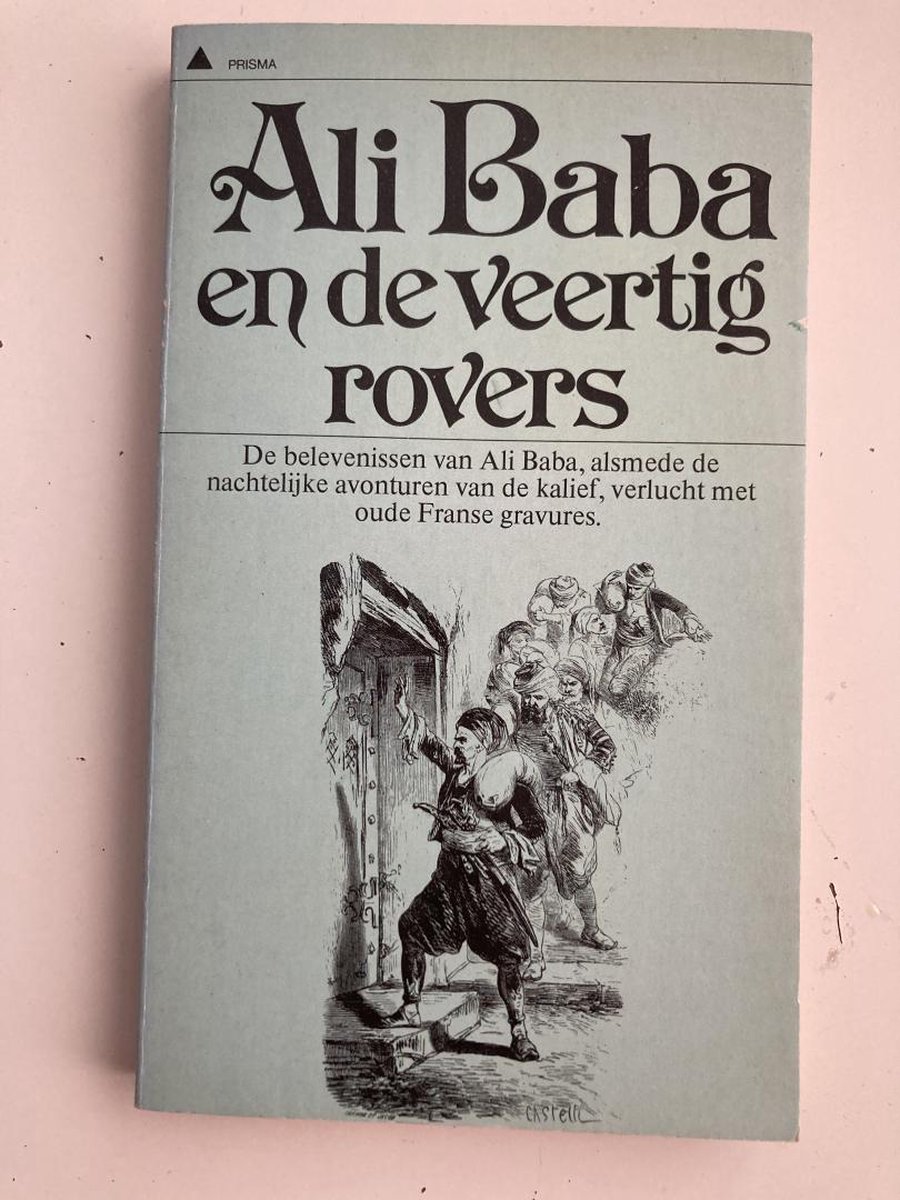 PRISMA
Ali Baba
en de veertig
rovers
De belevenissen van Ali Baba, alsmede de
nachtelijke avonturen van de kalief, verlucht met
oude Franse gravures.